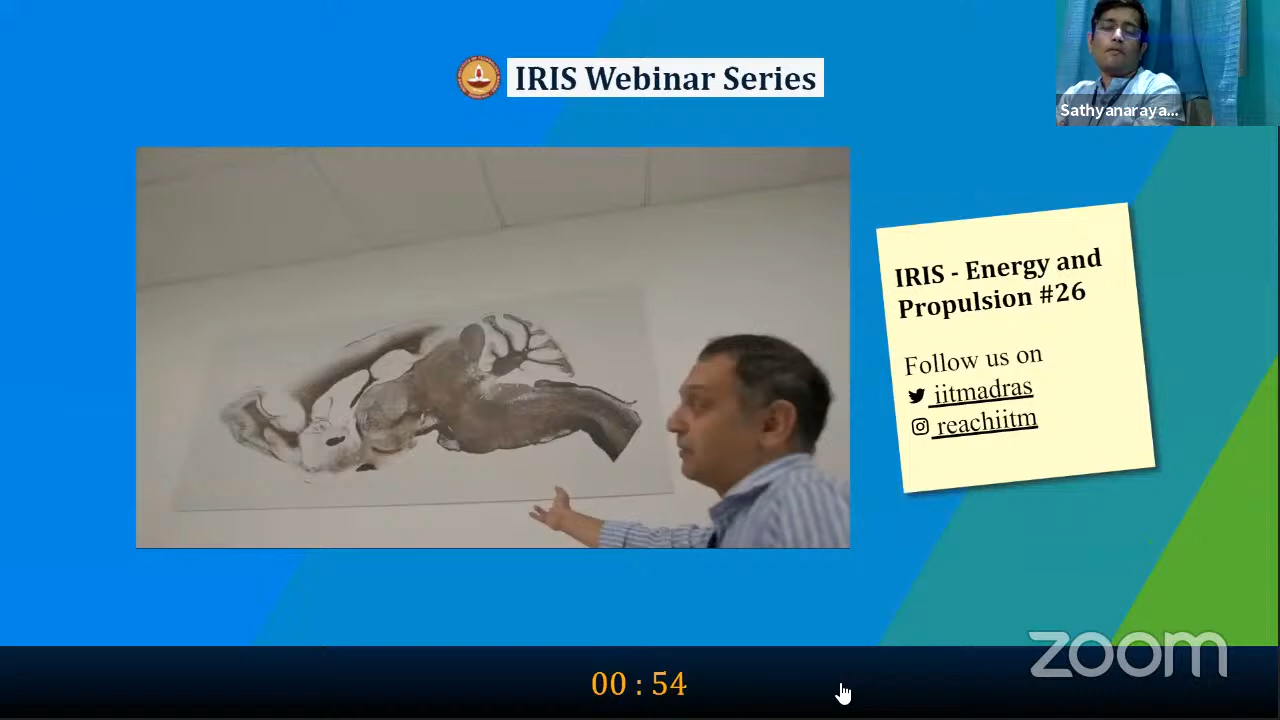 IRIS Webinar Series
Sathyanaraya...
IRIS - Energy and
Propulsion #26
Follow us on
iitmadras
reachiitm
zoom
00 : 54